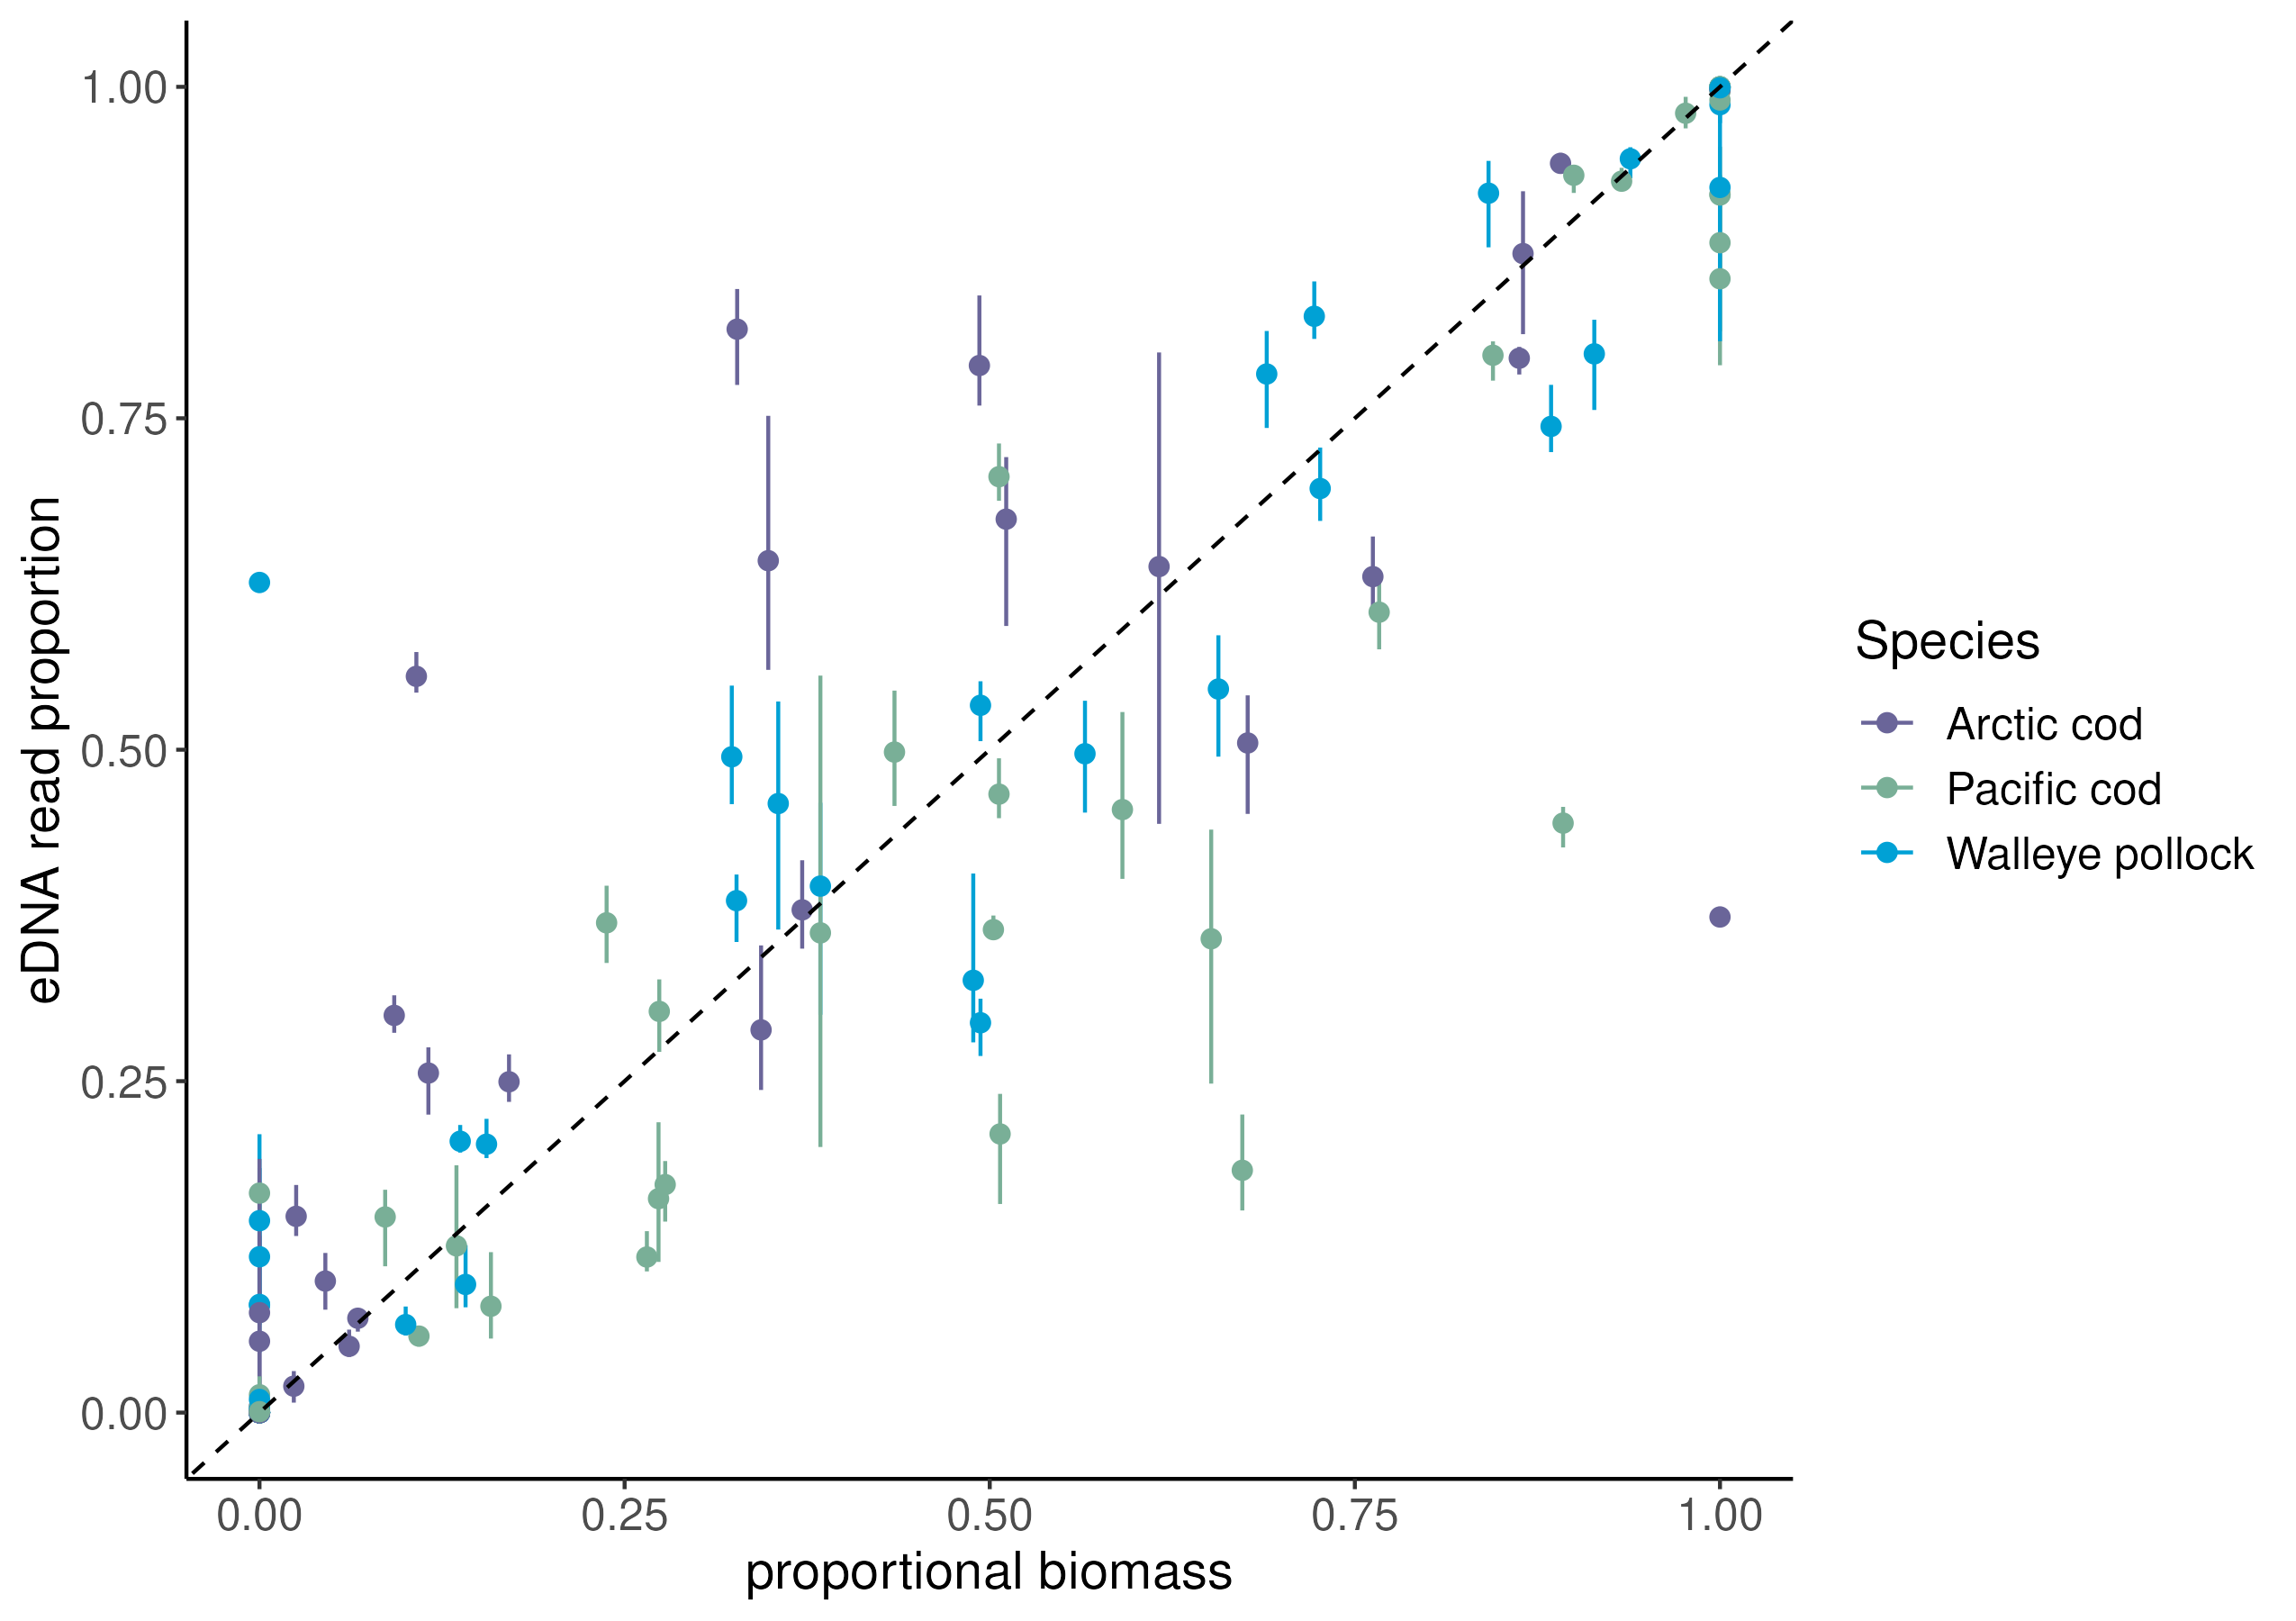 eDNA read proportion
1.00
0.75
0.50
0.25
0.00
0.00 0.25 0.50 0.75 1.00
proportional biomass
Species
Arctic cod
Pacific cod
Walleye pollock